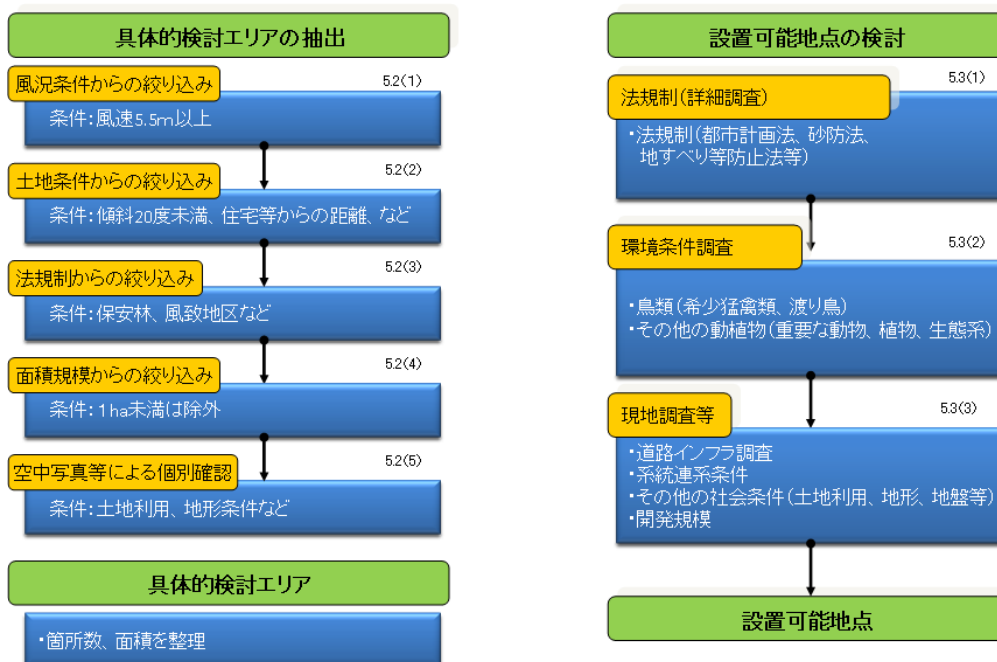 具体的検討エリアの抽出
風況条件からの絞り込み
5.2(1)
条件:風速5.5m以上
土地条件からの絞り込み
5.2(2)
条件:傾斜20度未満、住宅等からの距離、など
法規制からの絞り込み
5.2(3)
条件:保安林、風致地区など
面積規模からの絞り込み
5.2(4)
条件:1ha未満は除外
空中写真等による個別確認
5.2(5)
条件:土地利用、地形条件など
具体的検討エリア
・箇所数、面積を整理
設置可能地点の検討
5.3(1)
法規制(詳細調査)
・法規制(都市計画法、砂防法、
地すべり等防止法等)
環境条件調査
5.3(2)
・鳥類(希少猛禽類、渡り鳥)
・その他の動植物(重要な動物、植物、生態系)
現地調査等
5.3(3)
・道路インフラ調査
・系統連系条件
・その他の社会条件(土地利用、地形、地盤等)
・開発規模
設置可能地点